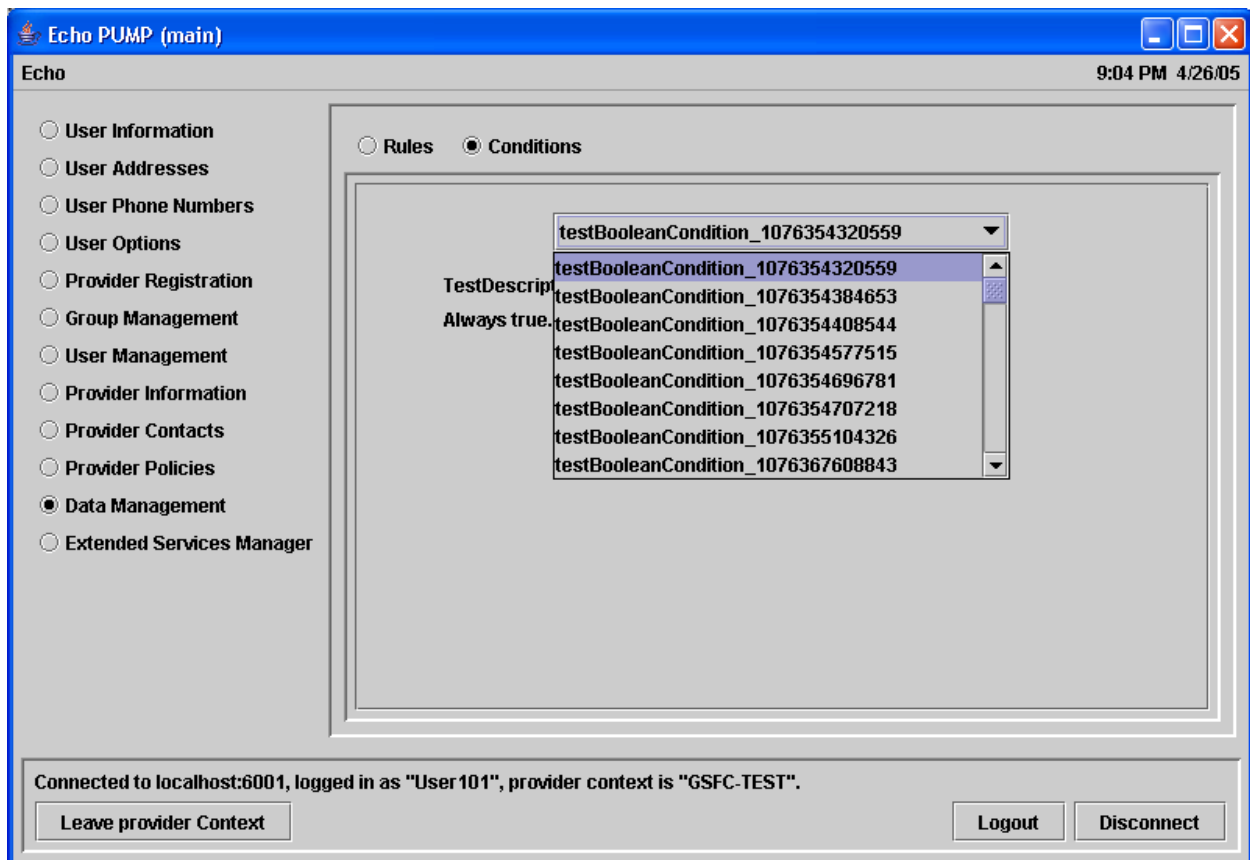 Echo PUMP (main)
Echo 9:04 PM 4/26/05
User Information
User Addresses
User Phone Numbers
User Options
Provider Registration
Group Management
User Management
Provider Information
Provider Contacts
Provider Policies
Data Management
Extended Services Manager
Rules Conditions
testBooleanCondition_1076354320559
TestDescript
Always true.
testBooleanCondition_1076354320559
testBooleanCondition_1076354384653
testBooleanCondition_1076354408544
testBooleanCondition_1076354577515
testBooleanCondition_1076354696781
testBooleanCondition_1076354707218
testBooleanCondition_1076355104326
testBooleanCondition_1076367608843
Connected to localhost:6001, logged in as "User101", provider context is "GSFC-TEST".
Leave provider Context Logout Disconnect